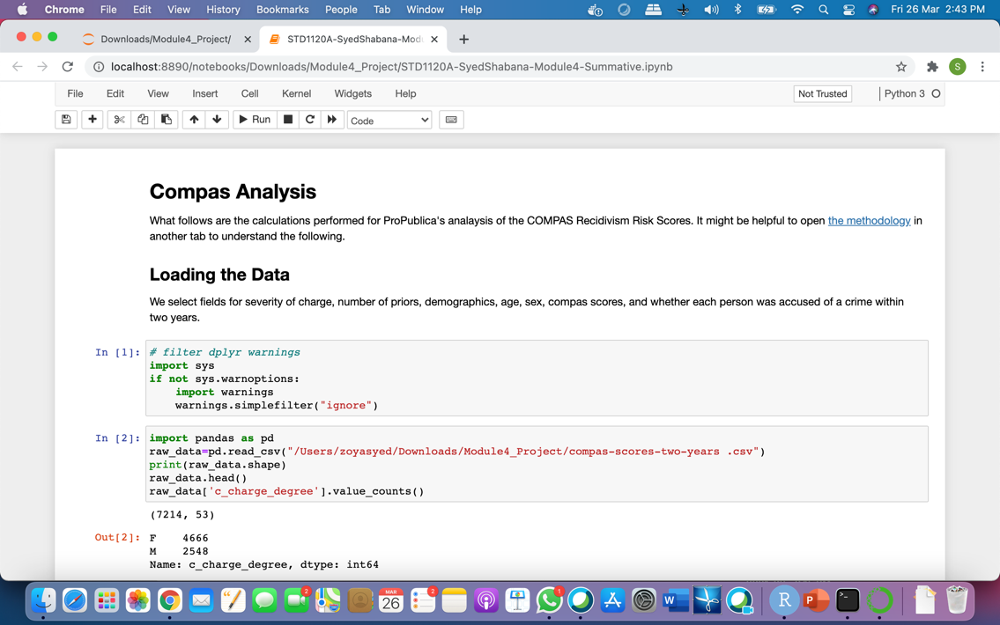 Chrome File Edit View History Bookmarks People Tab Window Help Fri 26 Mar 2:43 PM
Downloads/Module4_Project/ STD1120A-SyedShabana-Modu
localhost:8890/notebooks/Downloads/Module4_Project/STD1120A-SyedShabana-Module4-Summative.ipynb S
File Edit View Insert Cell Kernel Widgets Help Not Trusted Python 3
Run Code
Compas Analysis
What follows are the calculations performed for ProPublica's analaysis of the COMPAS Recidivism Risk Scores. It might be helpful to open the methodology in
another tab to understand the following.
Loading the Data
We select fields for severity of charge, number of priors, demographics, age, sex, compas scores, and whether each person was accused of a crime within
two years.
In [1]: # filter dplyr warnings
import sys
if not sys.warnoptions:
    import warnings
    warnings.simplefilter("ignore")
In [2]: import pandas as pd
raw_data=pd.read_csv("/Users/zoyasyed/Downloads/Module4_Project/compas-scores-two-years .csv")
print(raw_data.shape)
raw_data.head()
raw_data['c_charge_degree'].value_counts()
(7214, 53)
Out[2]: F    4666
M    2548
Name: c_charge_degree, dtype: int64
2 MAR 26 2 1 W R P